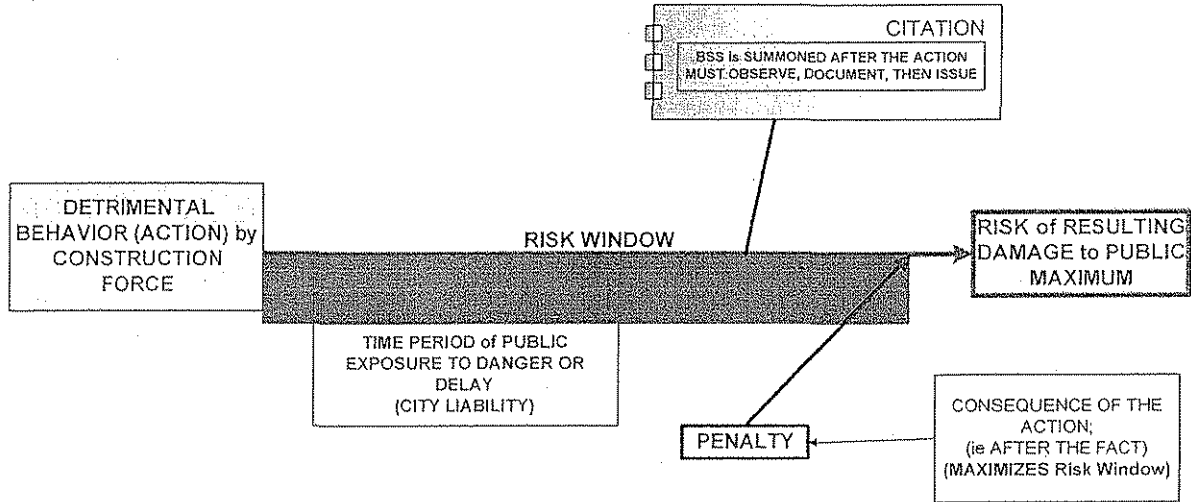 CITATION
BSS is SUMMONED AFTER THE ACTION
MUST OBSERVE, DOCUMENT, THEN ISSUE
DETRIMENTAL
BEHAVIOR (ACTION) by
CONSTRUCTION
FORCE
RISK WINDOW
RISK of RESULTING
DAMAGE to PUBLIC
MAXIMUM
TIME PERIOD of PUBLIC
EXPOSURE TO DANGER OR
DELAY
(CITY LIABILITY)
PENALTY
CONSEQUENCE OF THE
ACTION;
(ie AFTER THE FACT)
(MAXIMIZES Risk Window)